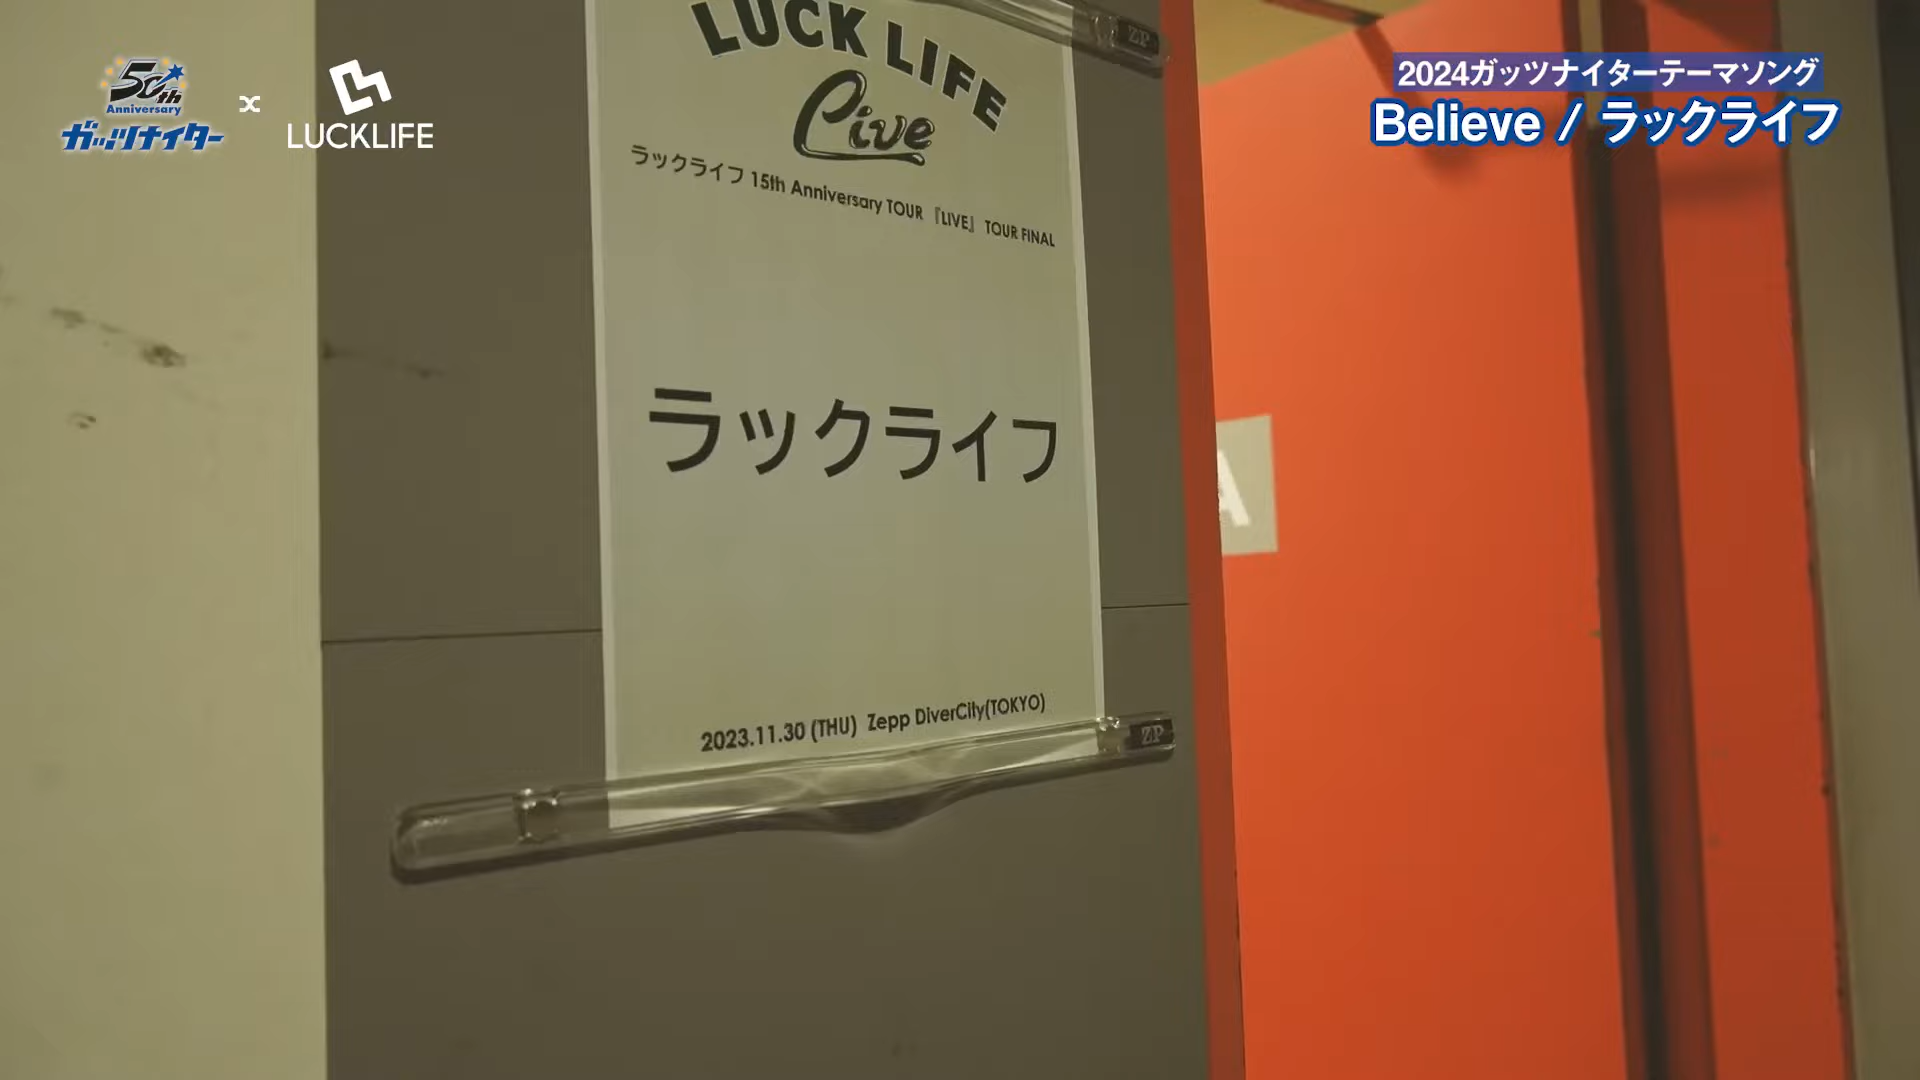 50th
Anniversary
ガッツナイター
x
LUCKLIFE
2024ガッツナイターテーマソング
Believe / ラックライフ
LUCK LIFE
Live
ラックライフ 15th Anniversary TOUR 『LIVE』 TOUR FINAL
ラックライフ
2023.11.30 (THU) Zepp DiverCity(TOKYO)
ZP
ZP
A